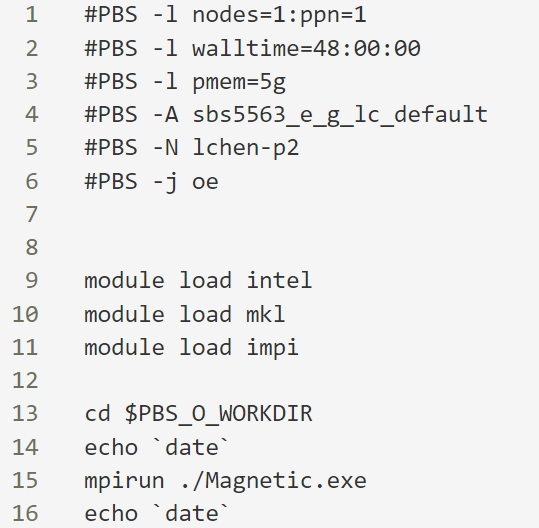 1 #PBS -l nodes=1:ppn=1
2 #PBS -l walltime=48:00:00
3 #PBS -l pmem=5g
4 #PBS -A sbs5563_e_g_lc_default
5 #PBS -N lchen-p2
6 #PBS -j oe
7
8
9 module load intel
10 module load mkl
11 module load impi
12
13 cd $PBS_O_WORKDIR
14 echo `date`
15 mpirun ./Magnetic.exe
16 echo `date`